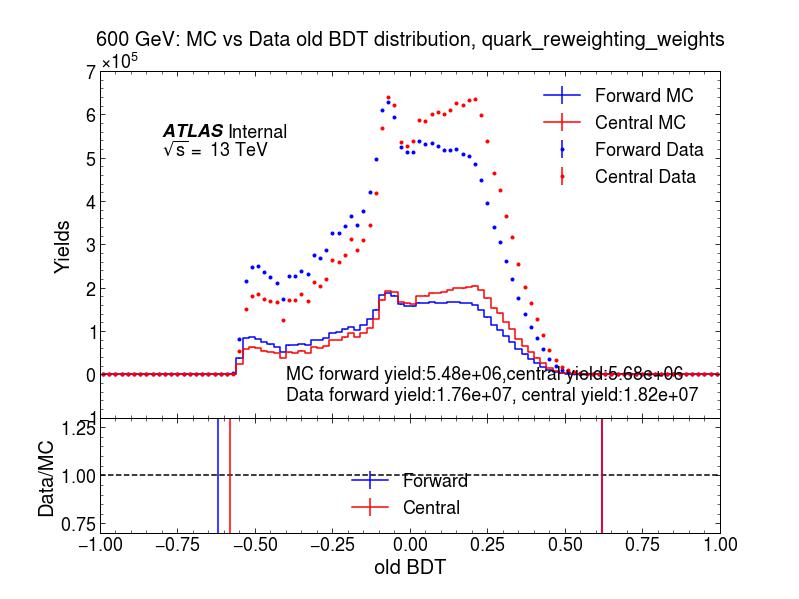 600 GeV: MC vs Data old BDT distribution, quark_reweighting_weights
×10⁵
7
6
5
4
3
2
1
0
−1
Yields
ATLAS Internal
√s = 13 TeV
Forward MC
Central MC
Forward Data
Central Data
MC forward yield:5.48e+06,central yield:5.68e+06
Data forward yield:1.76e+07, central yield:1.82e+07
1.25
1.00
0.75
Data/MC
Forward
Central
−1.00 −0.75 −0.50 −0.25 0.00 0.25 0.50 0.75 1.00
old BDT